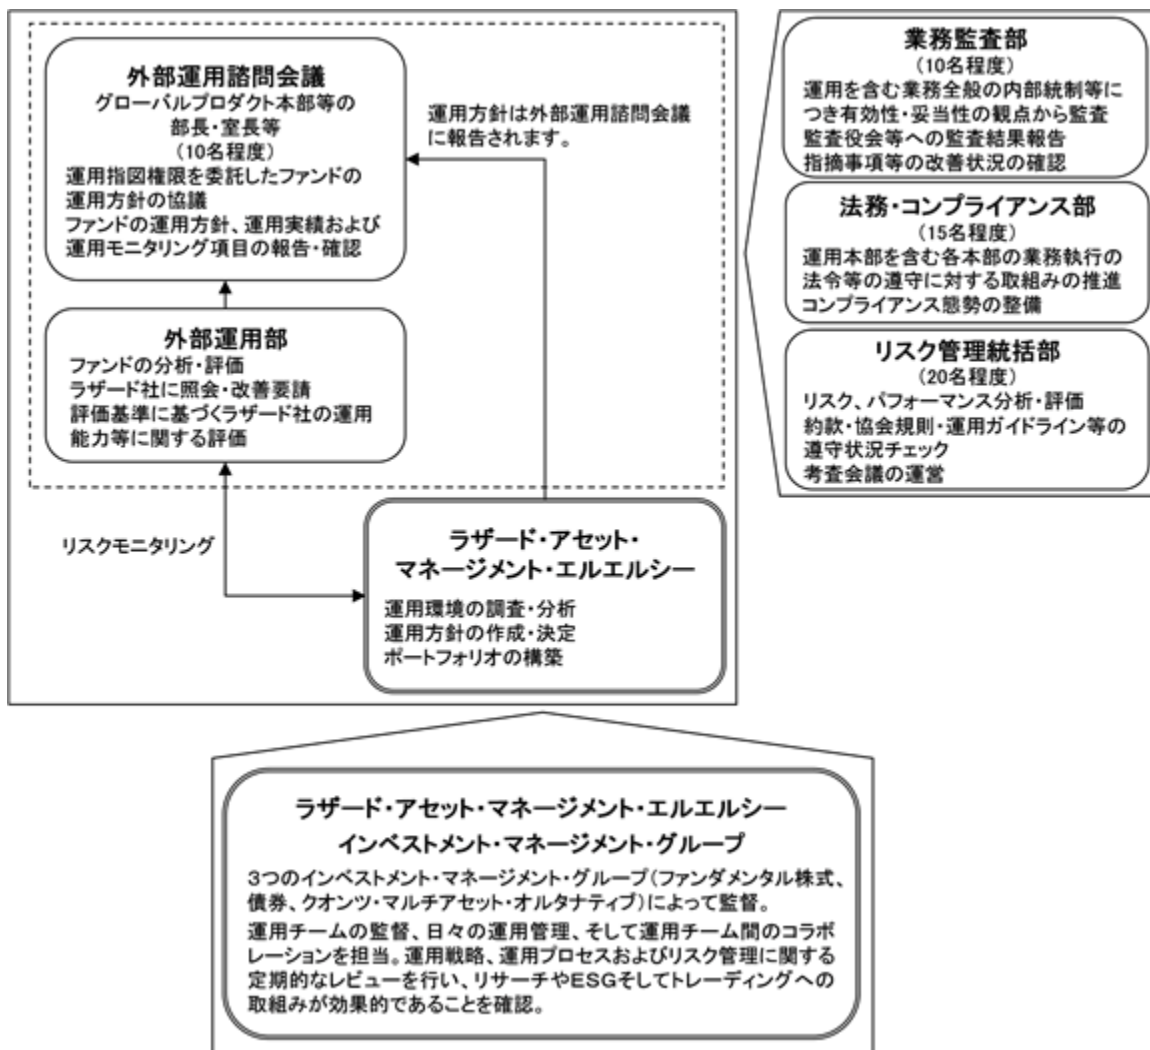 外部運用諮問会議
グローバルプロダクト本部等の
部長・室長等
(10名程度)
運用指図権限を委託したファンドの
運用方針の協議
ファンドの運用方針、運用実績および
運用モニタリング項目の報告・確認
運用方針は外部運用諮問会議
に報告されます。
外部運用部
ファンドの分析・評価
ラザード社に照会・改善要請
評価基準に基づくラザード社の運用
能力等に関する評価
リスクモニタリング
ラザード・アセット・
マネージメント・エルエルシー
運用環境の調査・分析
運用方針の作成・決定
ポートフォリオの構築
業務監査部
(10名程度)
運用を含む業務全般の内部統制等に
つき有効性・妥当性の観点から監査
監査役会等への監査結果報告
指摘事項等の改善状況の確認
法務・コンプライアンス部
(15名程度)
運用本部を含む各本部の業務執行の
法令等の遵守に対する取組みの推進
コンプライアンス態勢の整備
リスク管理統括部
(20名程度)
リスク、パフォーマンス分析・評価
約款・協会規則・運用ガイドライン等の
遵守状況チェック
考査会議の運営
ラザード・アセット・マネージメント・エルエルシー
インベストメント・マネージメント・グループ
3つのインベストメント・マネージメント・グループ(ファンダメンタル株式、
債券、クオンツ・マルチアセット・オルタナティブ)によって監督。
運用チームの監督、日々の運用管理、そして運用チーム間のコラボ
レーションを担当。運用戦略、運用プロセスおよびリスク管理に関する
定期的なレビューを行い、リサーチやESGそしてトレーディングへの
取組みが効果的であることを確認。